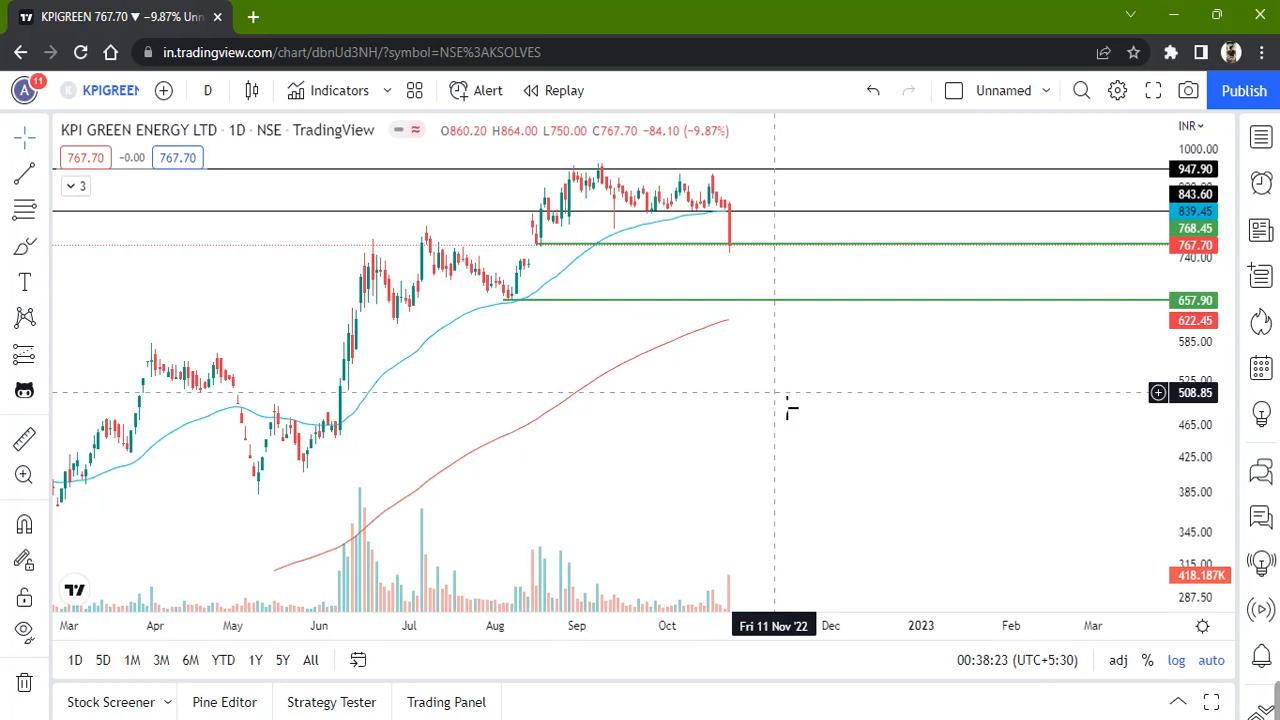 KPIGREEN 767.70 ▼ −9.87% Unn
in.tradingview.com/chart/dbnUd3NH/?symbol=NSE%3AKSOLVES
A 11 K KPIGREEN D Indicators Alert Replay Unnamed Publish
KPI GREEN ENERGY LTD · 1D · NSE · TradingView O860.20 H864.00 L750.00 C767.70 −84.10 (−9.87%)
INR
767.70 −0.00 767.70
3
1000.00
947.90
843.60
839.45
768.45
767.70
740.00
657.90
622.45
585.00
525.00
508.85
465.00
425.00
385.00
345.00
315.00
418.187K
287.50
Mar Apr May Jun Jul Aug Sep Oct Fri 11 Nov '22 Dec 2023 Feb Mar
1D 5D 1M 3M 6M YTD 1Y 5Y All 00:38:23 (UTC+5:30) adj % log auto
Stock Screener Pine Editor Strategy Tester Trading Panel